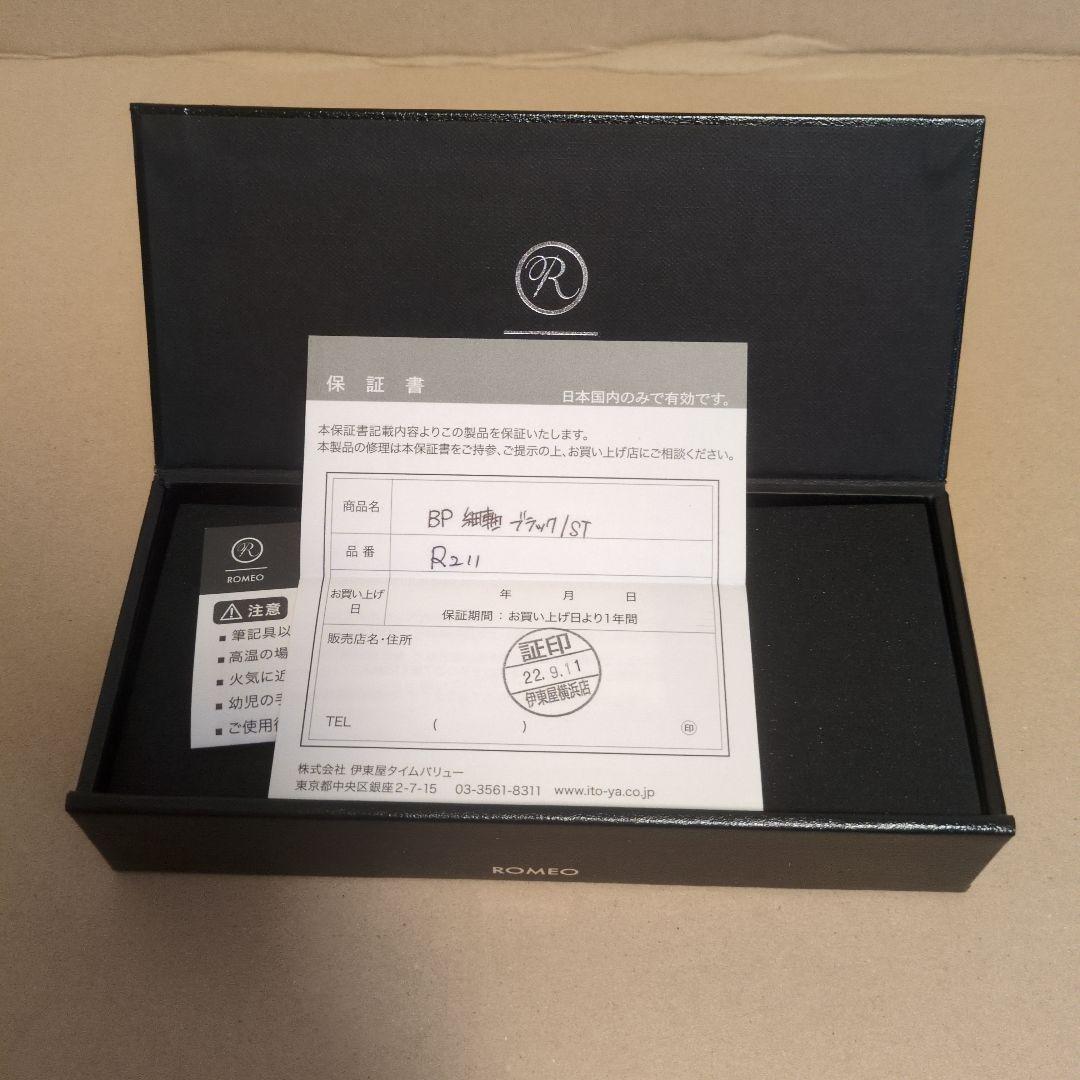 R
保証書
日本国内のみで有効です。
本保証書記載内容よりこの製品を保証いたします。
本製品の修理は本保証書をご持参、ご提示の上、お買い上げ店にご相談ください。
商品名 BP 細軸 ブラック/ST
品番 R211
お買い上げ日 年 月 日
保証期間：お買い上げ日より1年間
販売店名・住所
証印
22.9.11
伊東屋横浜店
TEL ( ) 印
株式会社 伊東屋タイムバリュー
東京都中央区銀座2-7-15 03-3561-8311 www.ito-ya.co.jp
R
ROMEO
注意
■筆記具以
■高温の場
■火気に近
■幼児の手
■ご使用後
ROMEO